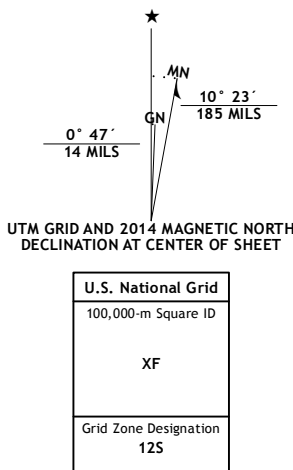 MN
GN
10° 23´
185 MILS
0° 47´
14 MILS
UTM GRID AND 2014 MAGNETIC NORTH
DECLINATION AT CENTER OF SHEET
U.S. National Grid
100,000-m Square ID
XF
Grid Zone Designation
12S